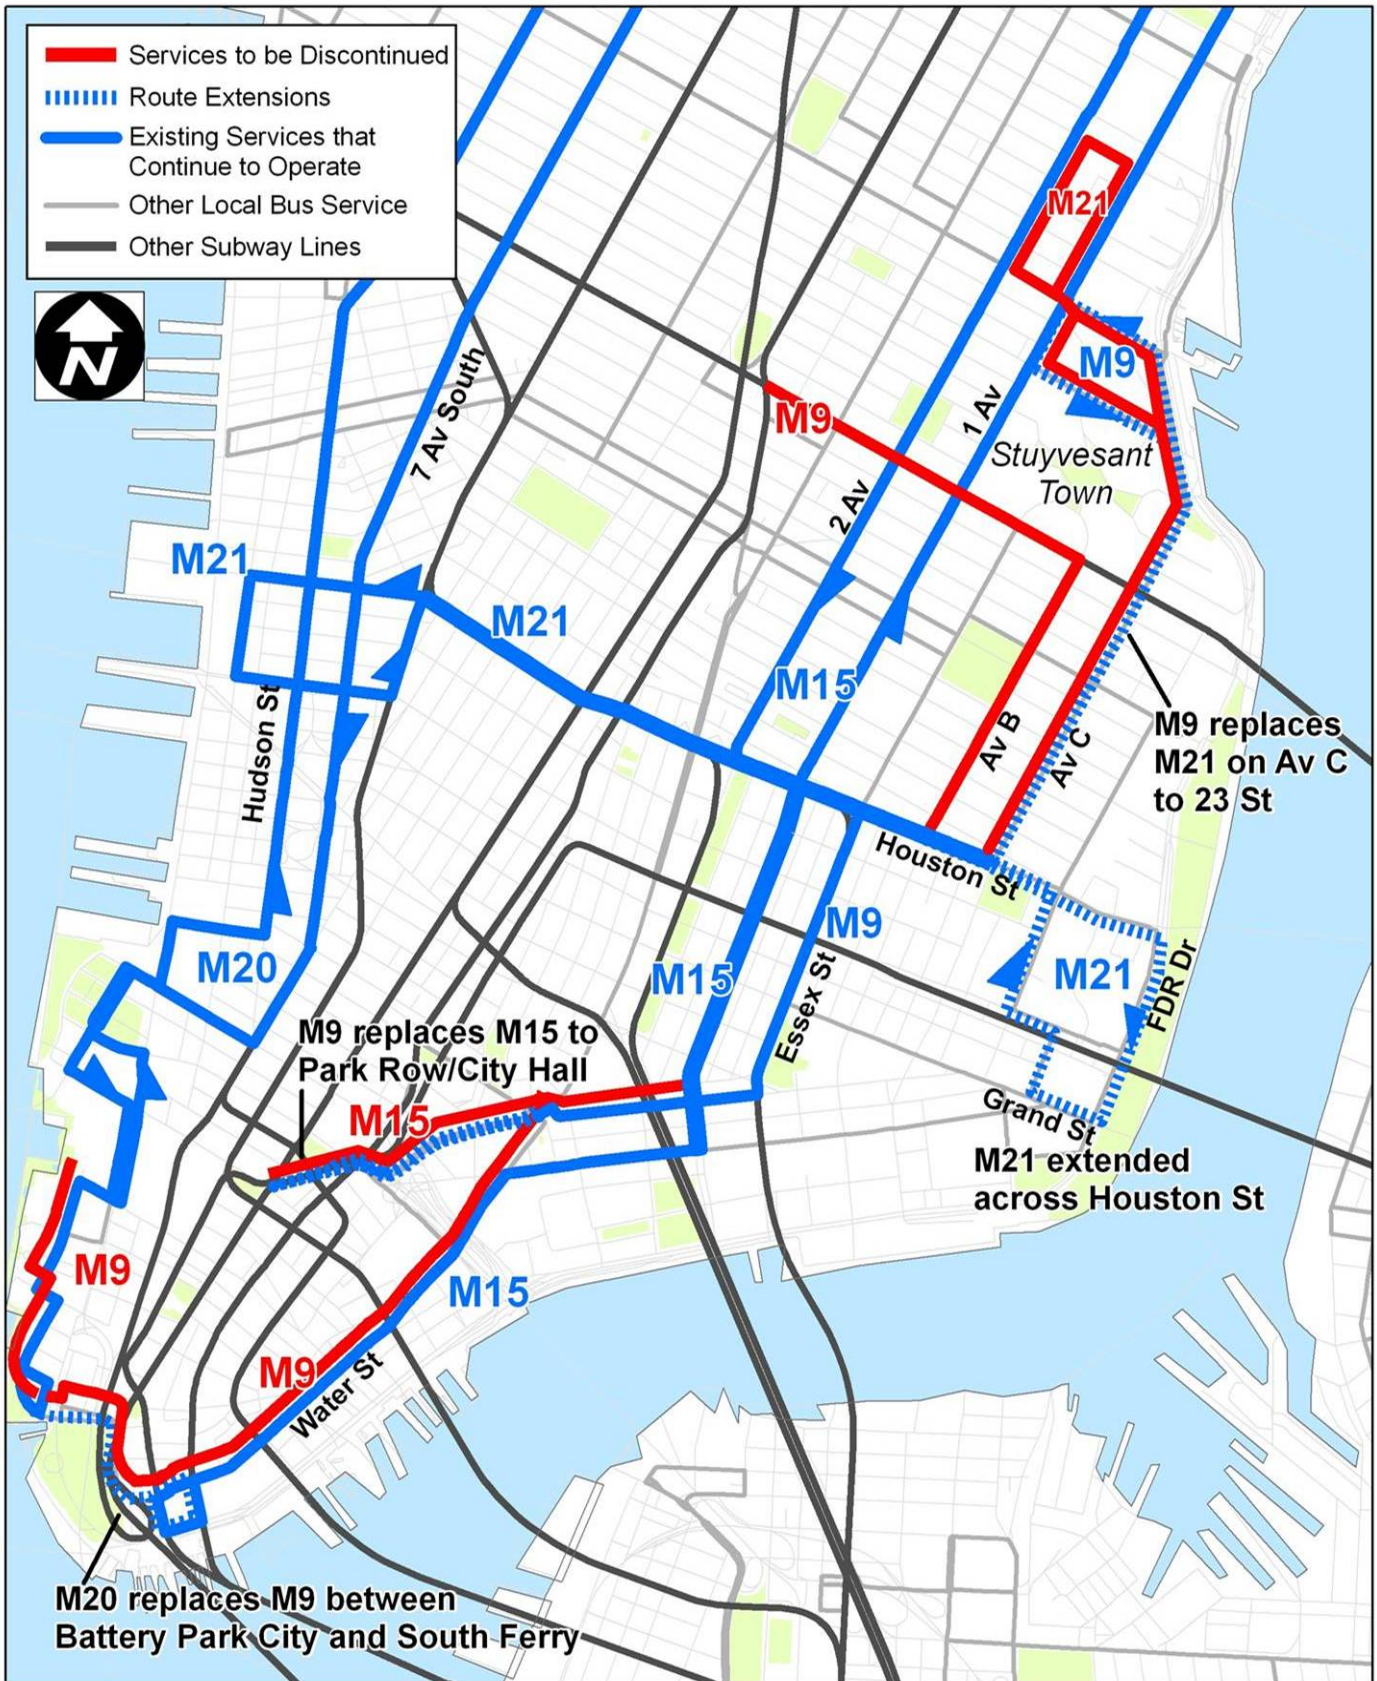 Services to be Discontinued
Route Extensions
Existing Services that
Continue to Operate
Other Local Bus Service
Other Subway Lines
N
M21
M9
7 Av South
1 Av
M9
Stuyvesant
Town
2 Av
M21
M21
M15
Hudson St
Av B
Av C
M9 replaces
M21 on Av C
to 23 St
Houston St
M9
M20
M15
Essex St
M21
FDR Dr
M9 replaces M15 to
Park Row/City Hall
M15
Grand St
M21 extended
across Houston St
M9
M15
M9
Water St
M20 replaces M9 between
Battery Park City and South Ferry